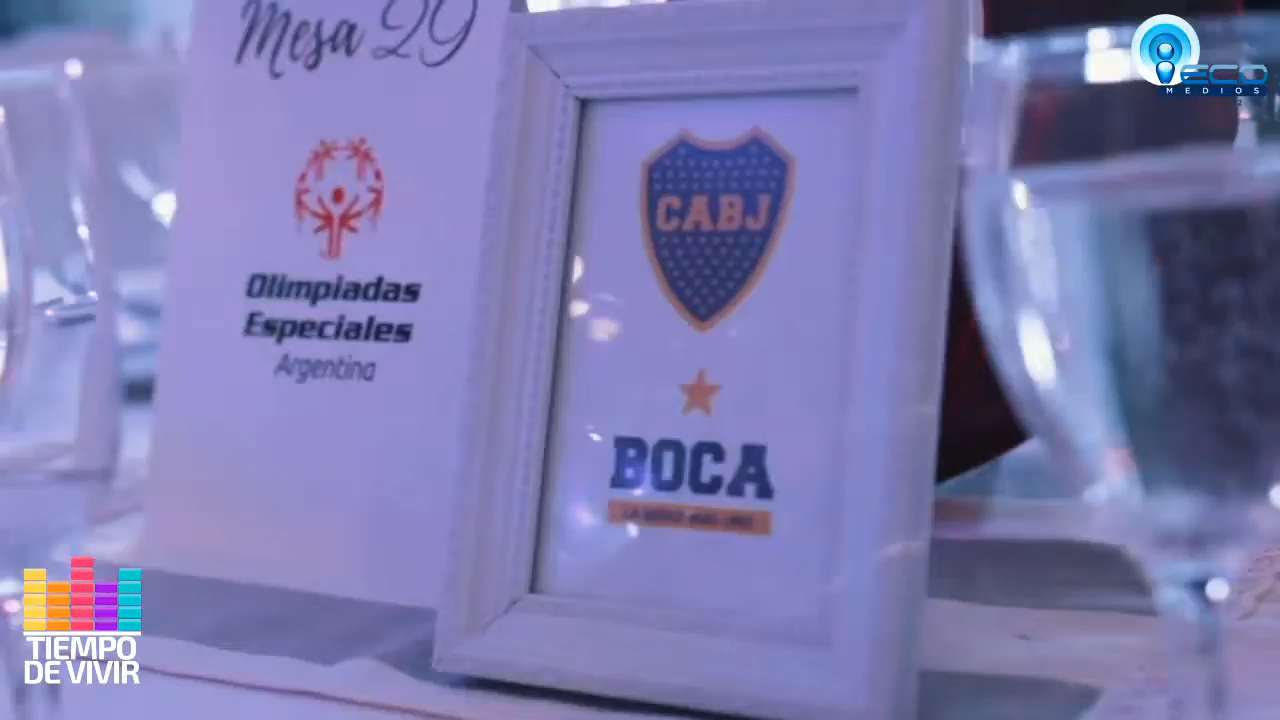 Mesa 29
Olimpiadas
Especiales
Argentina
CABJ
BOCA
ECO
MEDIOS
TIEMPO
DE VIVIR